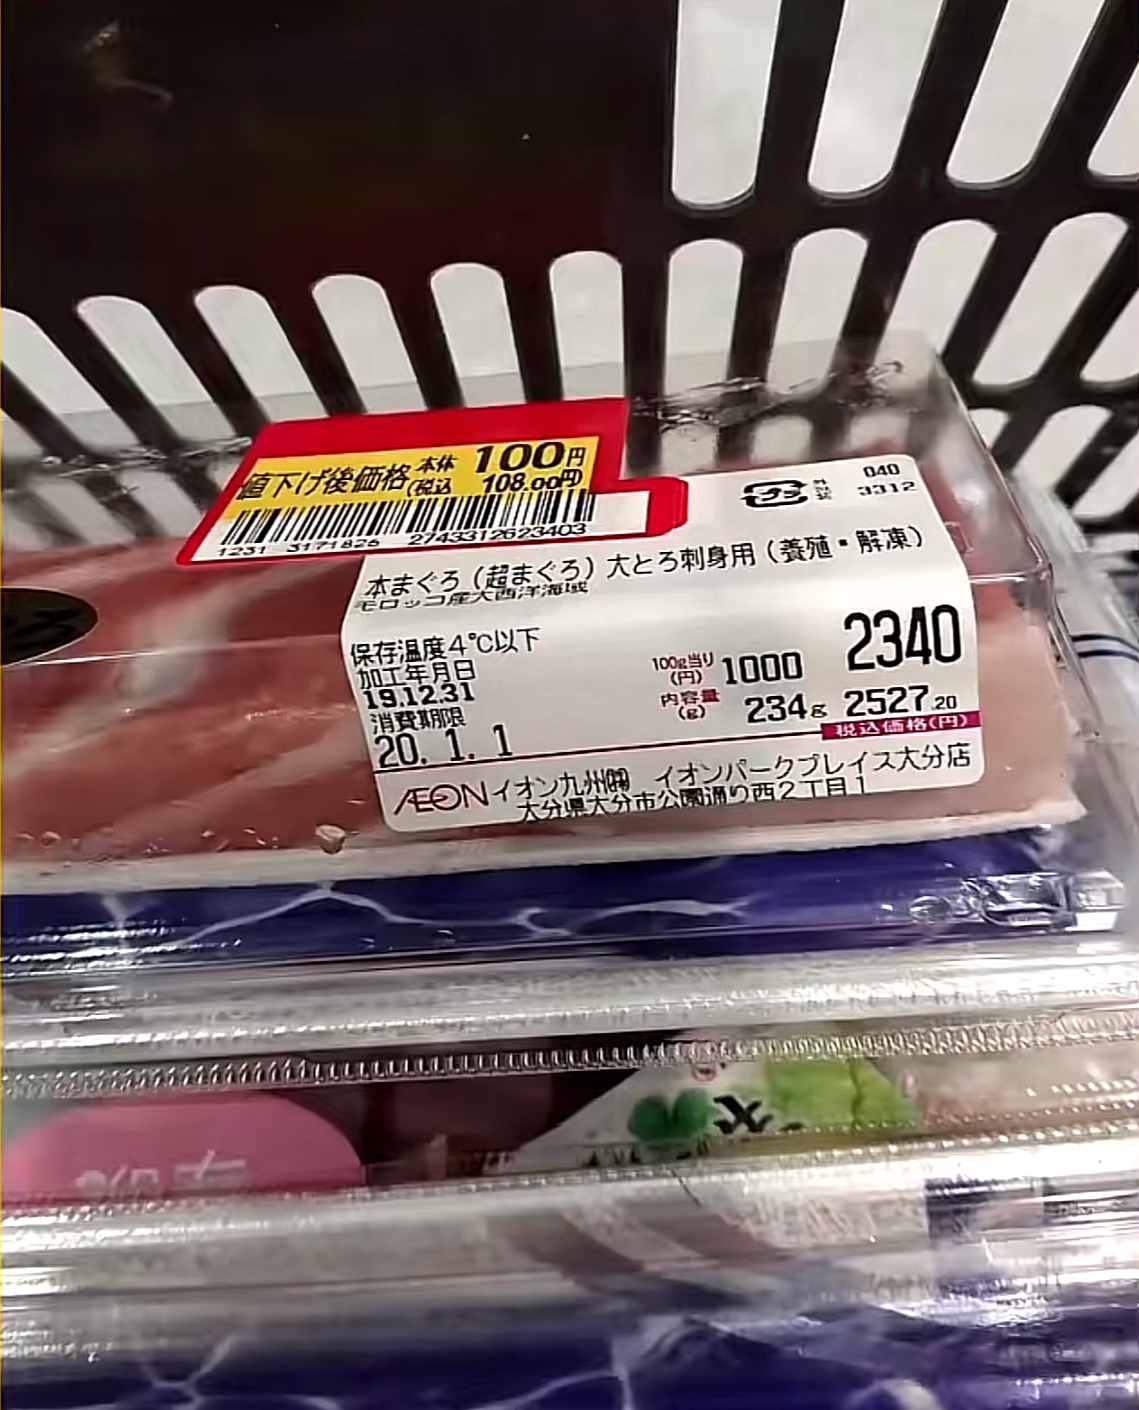 値下げ後価格 本体 100円
(税込 108.00円)
1231 3171826 2743312623403
プラ 外装
040
3312
本まぐろ(超まぐろ)大とろ刺身用(養殖・解凍)
モロッコ産大西洋海域
保存温度4℃以下
加工年月日
19.12.31
消費期限
20. 1. 1
100g当り(円) 1000
2340
内容量(g) 234g
2527.20
税込価格(円)
ÆON イオン九州㈱ イオンパークプレイス大分店
大分県大分市公園通り西2丁目1